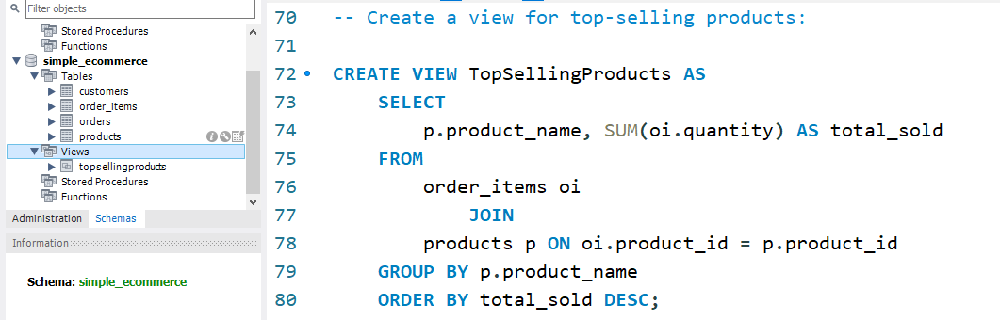 Filter objects
Stored Procedures
Functions
simple_ecommerce
Tables
customers
order_items
orders
products
Views
topsellingproducts
Stored Procedures
Functions
Administration Schemas
Information
Schema: simple_ecommerce
70 -- Create a view for top-selling products:
71
72 CREATE VIEW TopSellingProducts AS
73 SELECT
74 p.product_name, SUM(oi.quantity) AS total_sold
75 FROM
76 order_items oi
77 JOIN
78 products p ON oi.product_id = p.product_id
79 GROUP BY p.product_name
80 ORDER BY total_sold DESC;